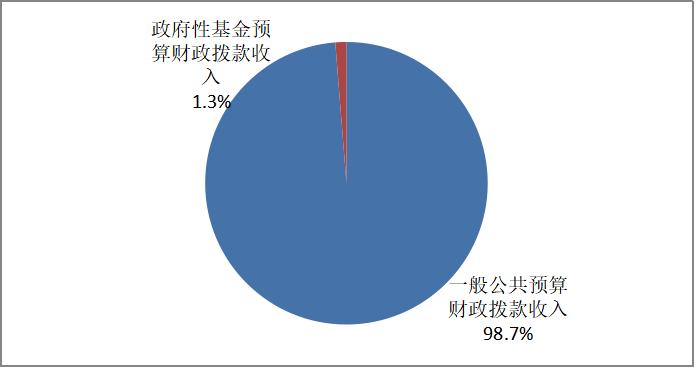 政府性基金预
算财政拨款收
入
1.3%
一般公共预算
财政拨款收入
98.7%